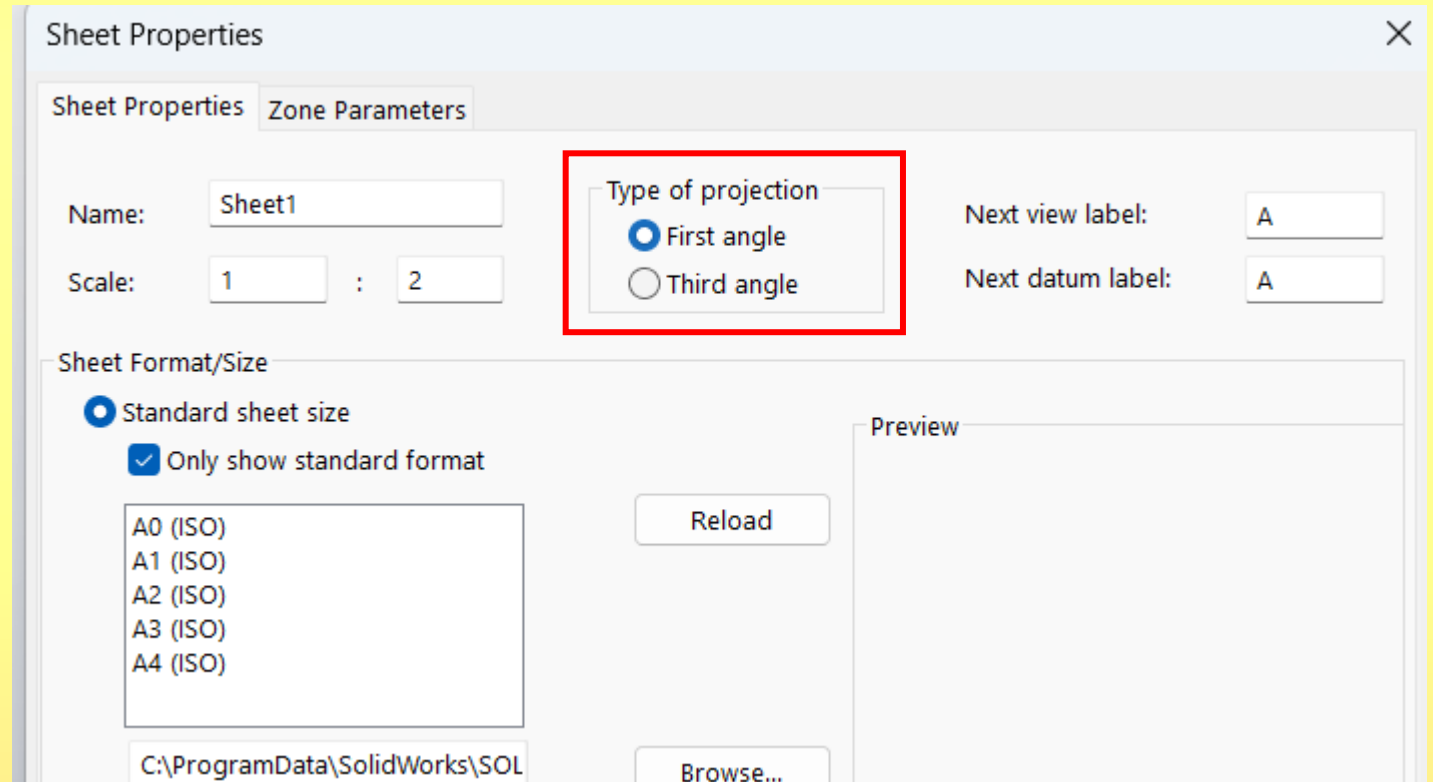 Sheet Properties
Sheet Properties
Zone Parameters
Name:
Sheet1
Scale:
1 : 2
Type of projection
First angle
Third angle
Next view label:
A
Next datum label:
A
Sheet Format/Size
Standard sheet size
Only show standard format
A0 (ISO)
A1 (ISO)
A2 (ISO)
A3 (ISO)
A4 (ISO)
Reload
Preview
C:\ProgramData\SolidWorks\SOL
Browse...